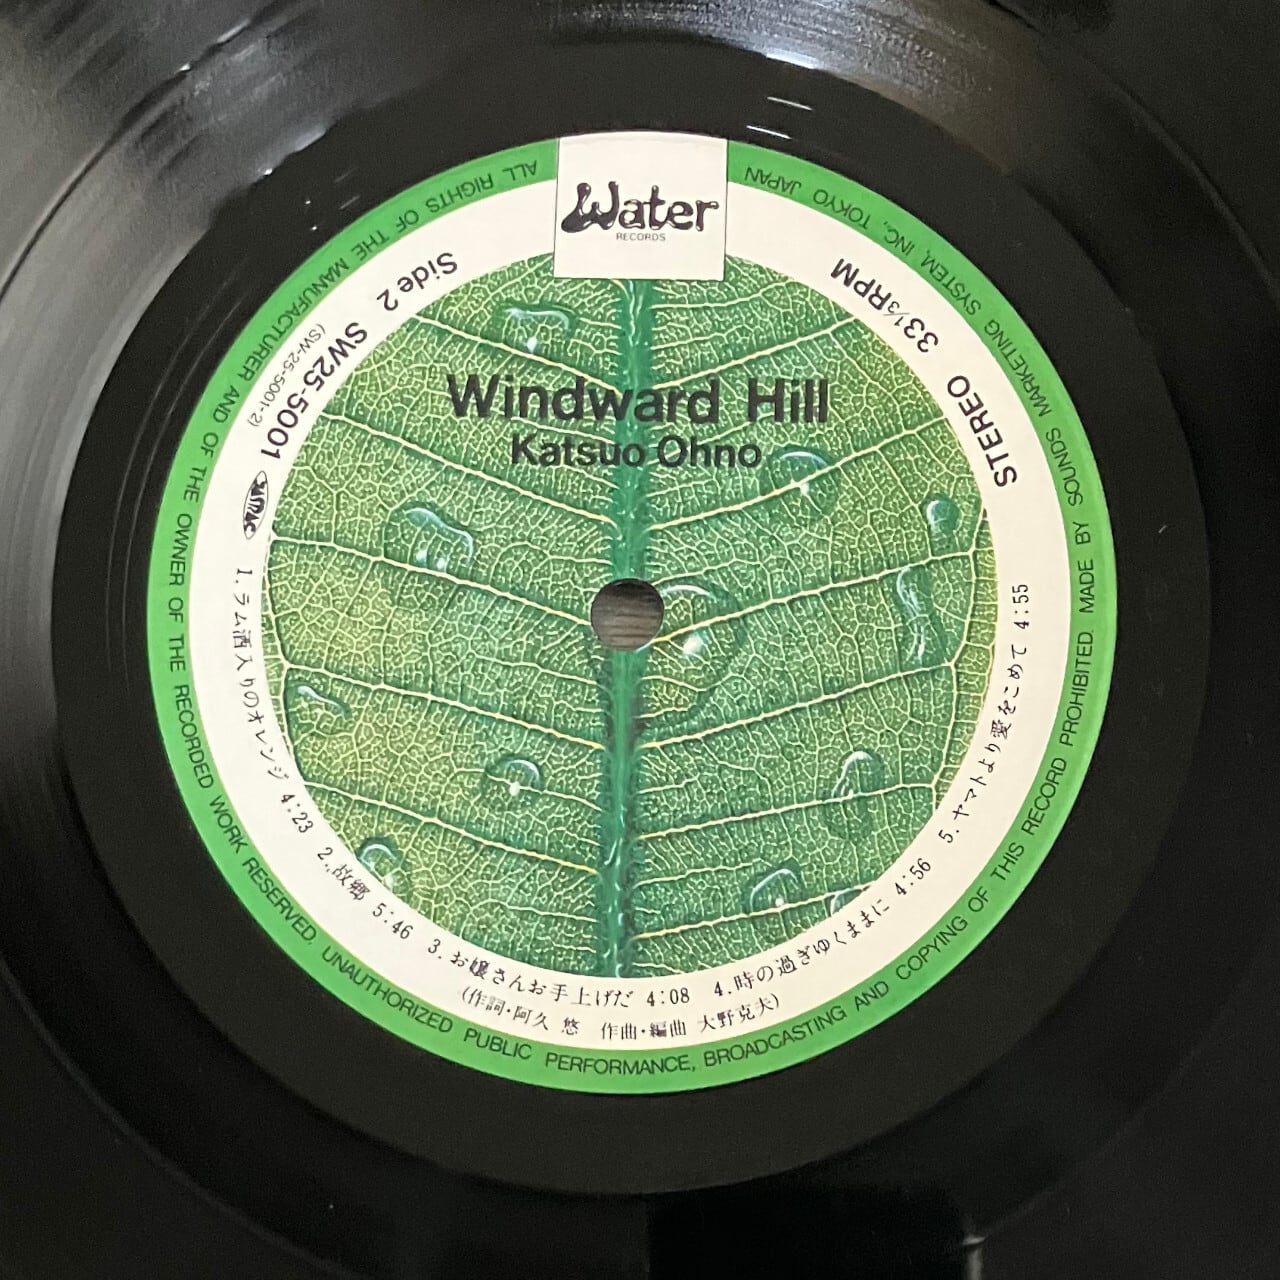 Water
RECORDS
Windward Hill
Katsuo Ohno
Side 2 SW25-5001
(SW-25-5001-2)
JASRAC
33 1/3RPM
STEREO
1. ラム酒入りのオレンジ 4:23 2. 故郷 5:46 3. お嬢さんお手上げだ 4:08 4. 時の過ぎゆくままに 4:56 5. ヤマトより愛をこめて 4:55
(作詞・阿久 悠 作曲・編曲 大野克夫)
ALL RIGHTS OF THE MANUFACTURER AND OF THE OWNER OF THE RECORDED WORK RESERVED. UNAUTHORIZED PUBLIC PERFORMANCE, BROADCASTING AND COPYING OF THIS RECORD PROHIBITED. MADE BY SOUNDS MARKETING SYSTEM, INC, TOKYO JAPAN